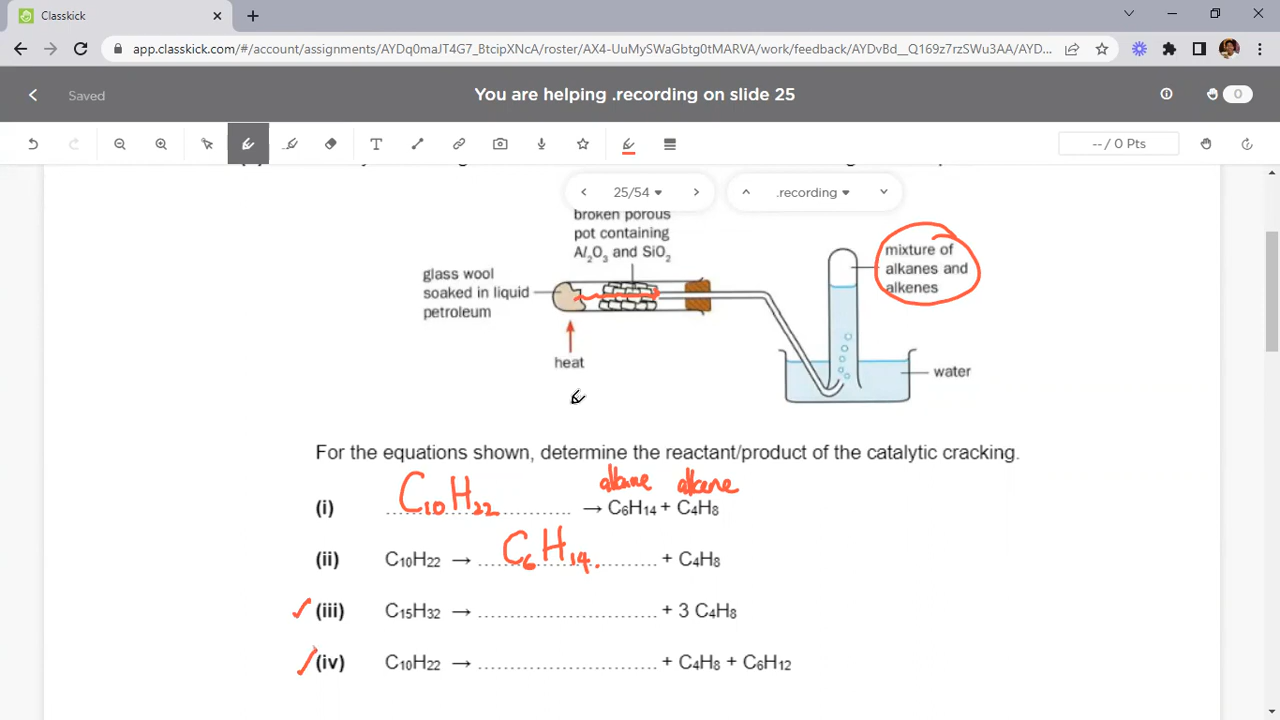 Classkick
app.classkick.com/#/account/assignments/AYDq0maJT4G7_BtcipXNrA/roster/AX4-UuMySWaGbtg0tMARVA/work/feedback/AYDvBd__Q169z7rzSWu3AA/AYD...
Saved
You are helping .recording on slide 25
0
-- / 0 Pts
25/54
.recording
broken porous
pot containing
Al₂O₃ and SiO₂
glass wool
soaked in liquid
petroleum
heat
mixture of
alkanes and
alkenes
water
For the equations shown, determine the reactant/product of the catalytic cracking.
alkane alkene
(i) C₁₀H₂₂ → C₆H₁₄ + C₄H₈
(ii) C₁₀H₂₂ → C₆H₁₄. + C₄H₈
(iii) C₁₅H₃₂ → .................................. + 3 C₄H₈
(iv) C₁₀H₂₂ → .................................. + C₄H₈ + C₆H₁₂